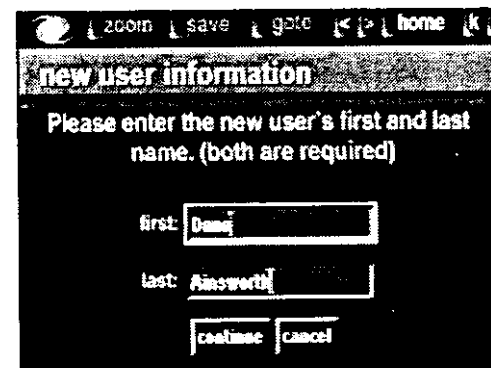 zoom save goto < > home k
new user information
Please enter the new user's first and last
name. (both are required)
first: Dana
last: Ainsworth
continue cancel